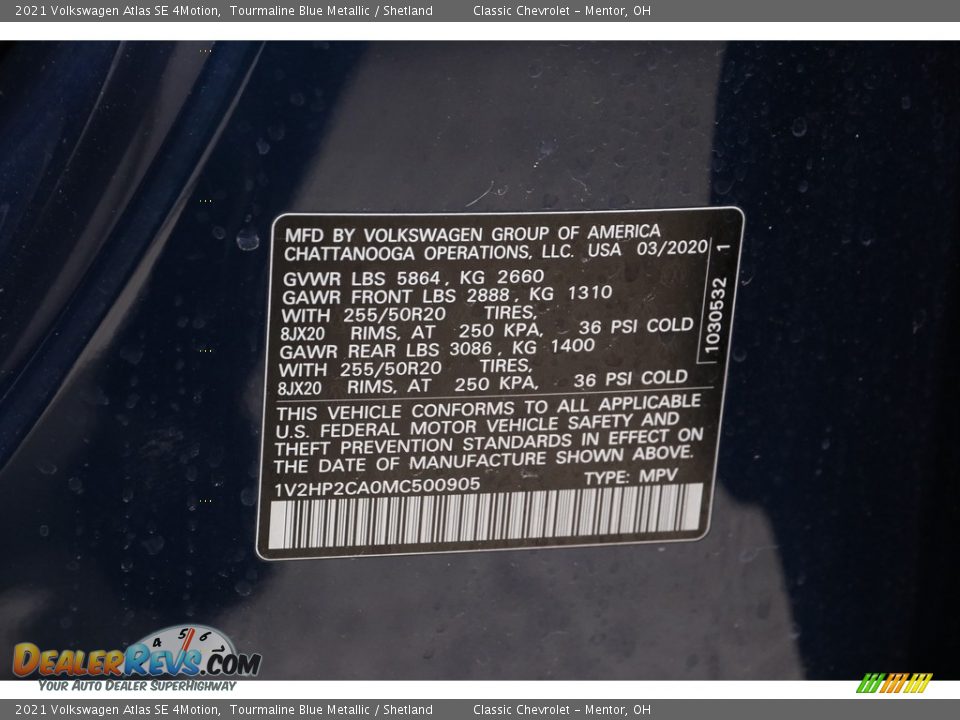 2021 Volkswagen Atlas SE 4Motion, Tourmaline Blue Metallic / Shetland Classic Chevrolet – Mentor, OH
MFD BY VOLKSWAGEN GROUP OF AMERICA
CHATTANOOGA OPERATIONS, LLC. USA 03/2020
GVWR LBS 5864, KG 2660
GAWR FRONT LBS 2888, KG 1310
WITH 255/50R20 TIRES,
8JX20 RIMS, AT 250 KPA, 36 PSI COLD
GAWR REAR LBS 3086, KG 1400
WITH 255/50R20 TIRES,
8JX20 RIMS, AT 250 KPA, 36 PSI COLD
1030532 1
THIS VEHICLE CONFORMS TO ALL APPLICABLE
U.S. FEDERAL MOTOR VEHICLE SAFETY AND
THEFT PREVENTION STANDARDS IN EFFECT ON
THE DATE OF MANUFACTURE SHOWN ABOVE.
1V2HP2CA0MC500905 TYPE: MPV
4 5 6
DEALERREVS.COM
YOUR AUTO DEALER SUPERHIGHWAY
2021 Volkswagen Atlas SE 4Motion, Tourmaline Blue Metallic / Shetland Classic Chevrolet – Mentor, OH